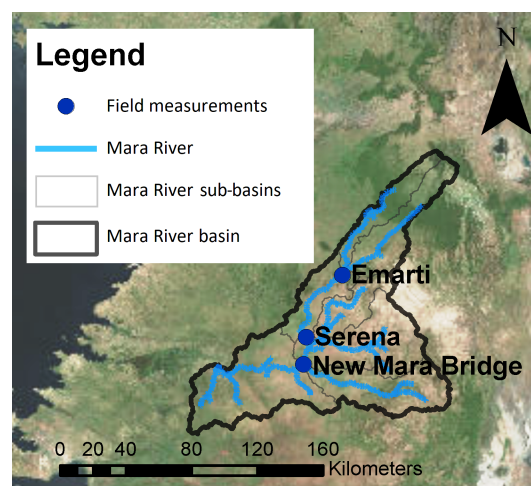 Legend
N
Field measurements
Mara River
Mara River sub-basins
Mara River basin
Emarti
Serena
New Mara Bridge
0 20 40 80 120 160
Kilometers